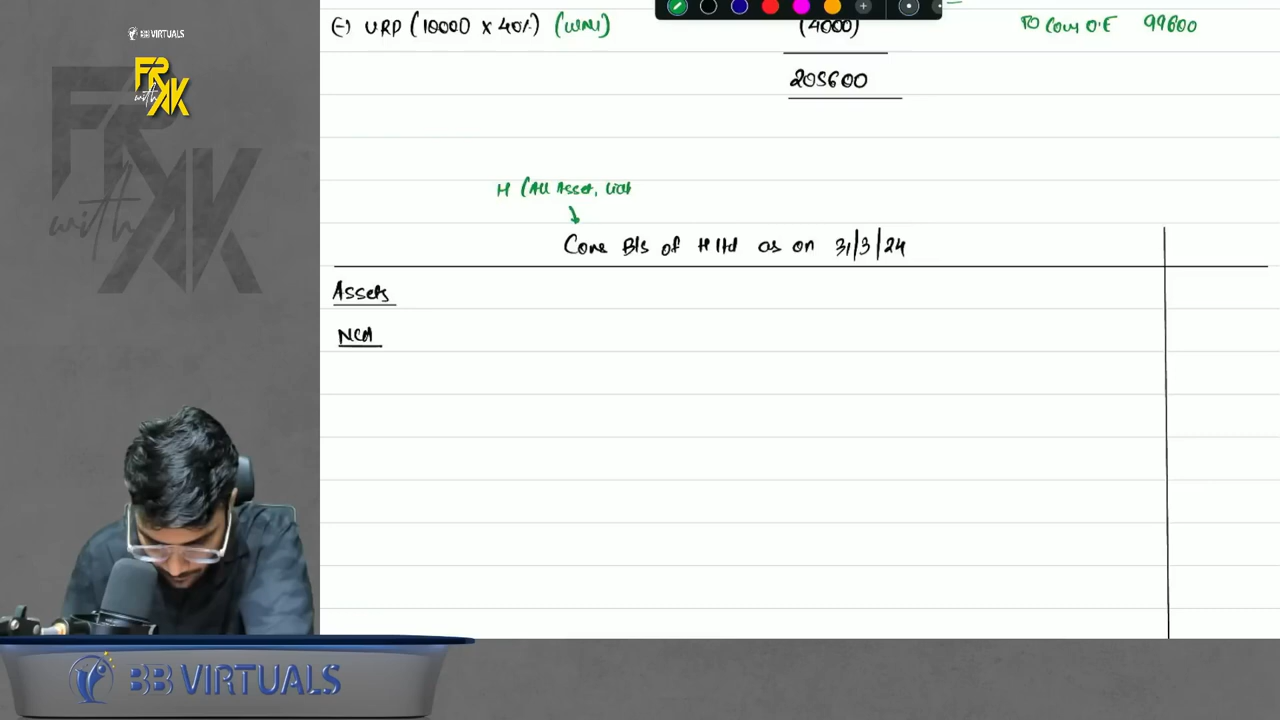 BB VIRTUALS
FR
with
KK
(-) URP (10000 x 40%) (WN1) (4000)
205600
To Cons O.E 99600
H (All Asset, Liab
Cons B/s of H ltd as on 31/3/24
Assets
NCA
BB VIRTUALS